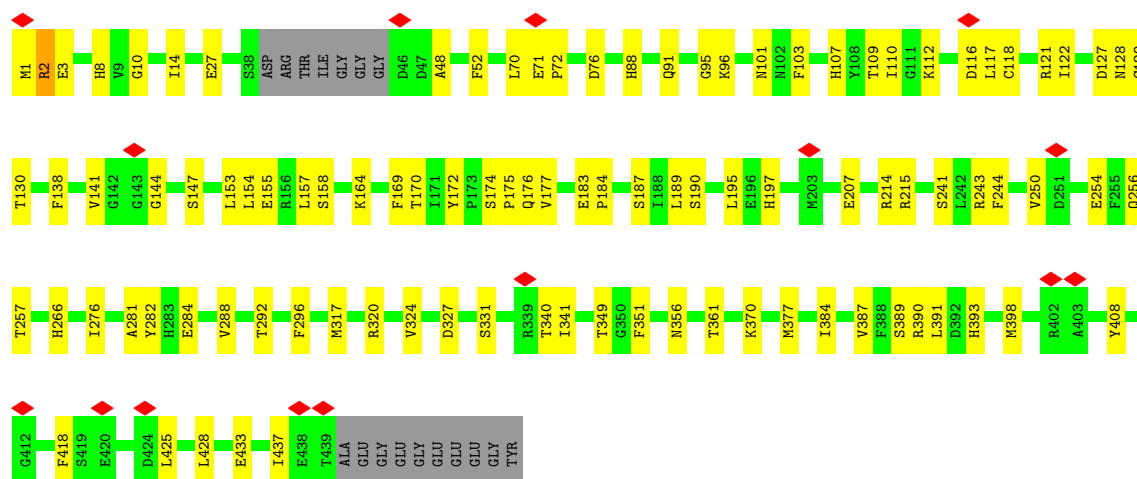 M1 R2 E3 H8 V9 G10 I14 E27 S38 ASP ARG THR ILE GLY GLY GLY D46 D47 A48 F52 L70 E71 P72 D76 H88 Q91 G95 K96 N101 N102 F103 H107 Y108 T109 I110 G111 K112 D116 L117 C118 R121 I122 D127 N128
T130 F138 V141 G142 G143 G144 S147 L153 L154 E155 R156 L157 S158 K164 F169 T170 I171 Y172 P173 S174 P175 Q176 V177 E183 P184 S187 I188 L189 S190 L195 E196 H197 M203 E207 R214 R215 S241 L242 R243 F244 V250 D251 E254 F255 Q256
T257 H266 I276 A281 Y282 H283 E284 V288 T292 F296 M317 R320 V324 D327 S331 R339 T340 I341 T349 G350 F351 N356 T361 K370 M377 I384 V387 F388 S389 R390 L391 D392 H393 M398 R402 A403 Y408
G412 F418 S419 E420 D424 L425 L428 E433 I437 E438 T439 ALA GLU GLY GLU GLY GLU GLU GLU GLY TYR